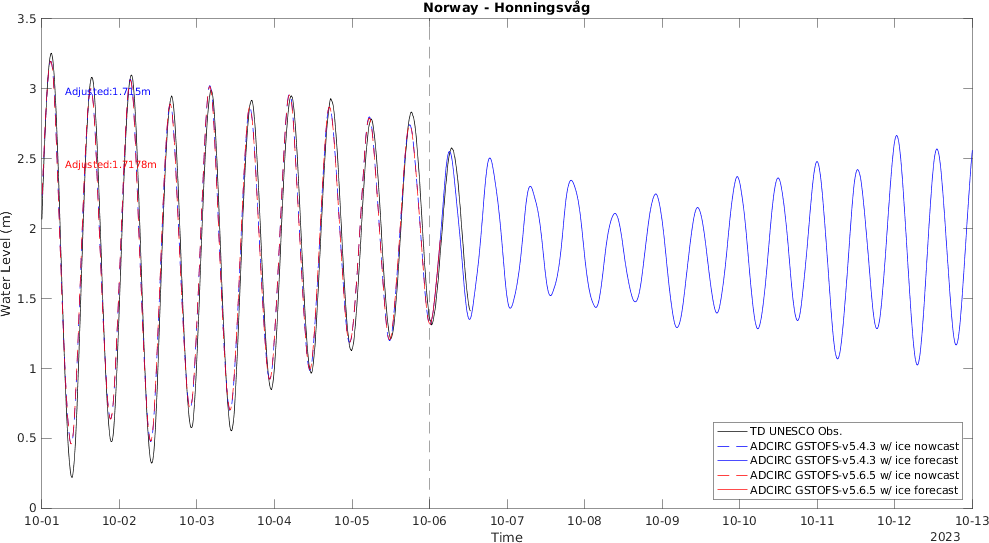 Norway - Honningsvåg
3.5
3
2.5
2
1.5
1
0.5
0
Water Level (m)
Adjusted:1.715m
Adjusted:1.7178m
TD UNESCO Obs.
ADCIRC GSTOFS-v5.4.3 w/ ice nowcast
ADCIRC GSTOFS-v5.4.3 w/ ice forecast
ADCIRC GSTOFS-v5.6.5 w/ ice nowcast
ADCIRC GSTOFS-v5.6.5 w/ ice forecast
10-01 10-02 10-03 10-04 10-05 10-06 10-07 10-08 10-09 10-10 10-11 10-12 10-13
Time
2023